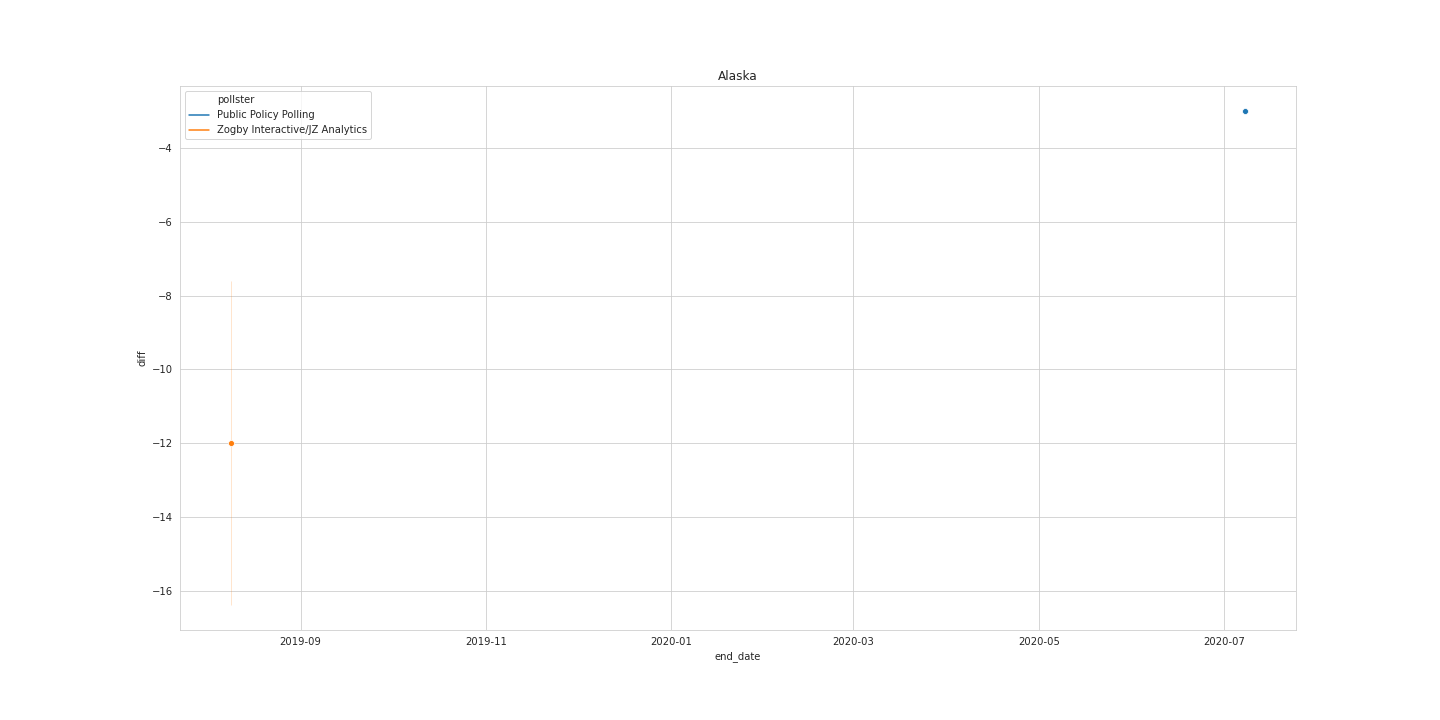 Alaska
pollster
Public Policy Polling
Zogby Interactive/JZ Analytics
−4
−6
−8
−10
−12
−14
−16
diff
2019-09 2019-11 2020-01 2020-03 2020-05 2020-07
end_date